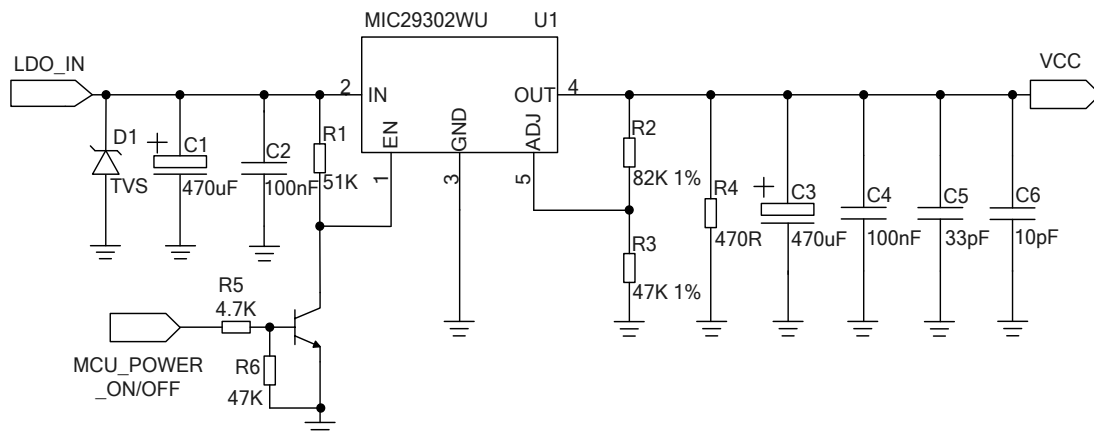 MIC29302WU U1
LDO_IN
VCC
2 IN
OUT 4
EN
GND
ADJ
1
3
5
D1
TVS
+ C1
470uF
C2
100nF
R1
51K
R2
82K 1%
R3
47K 1%
R4
470R
+ C3
470uF
C4
100nF
C5
33pF
C6
10pF
R5
4.7K
MCU_POWER
_ON/OFF
R6
47K